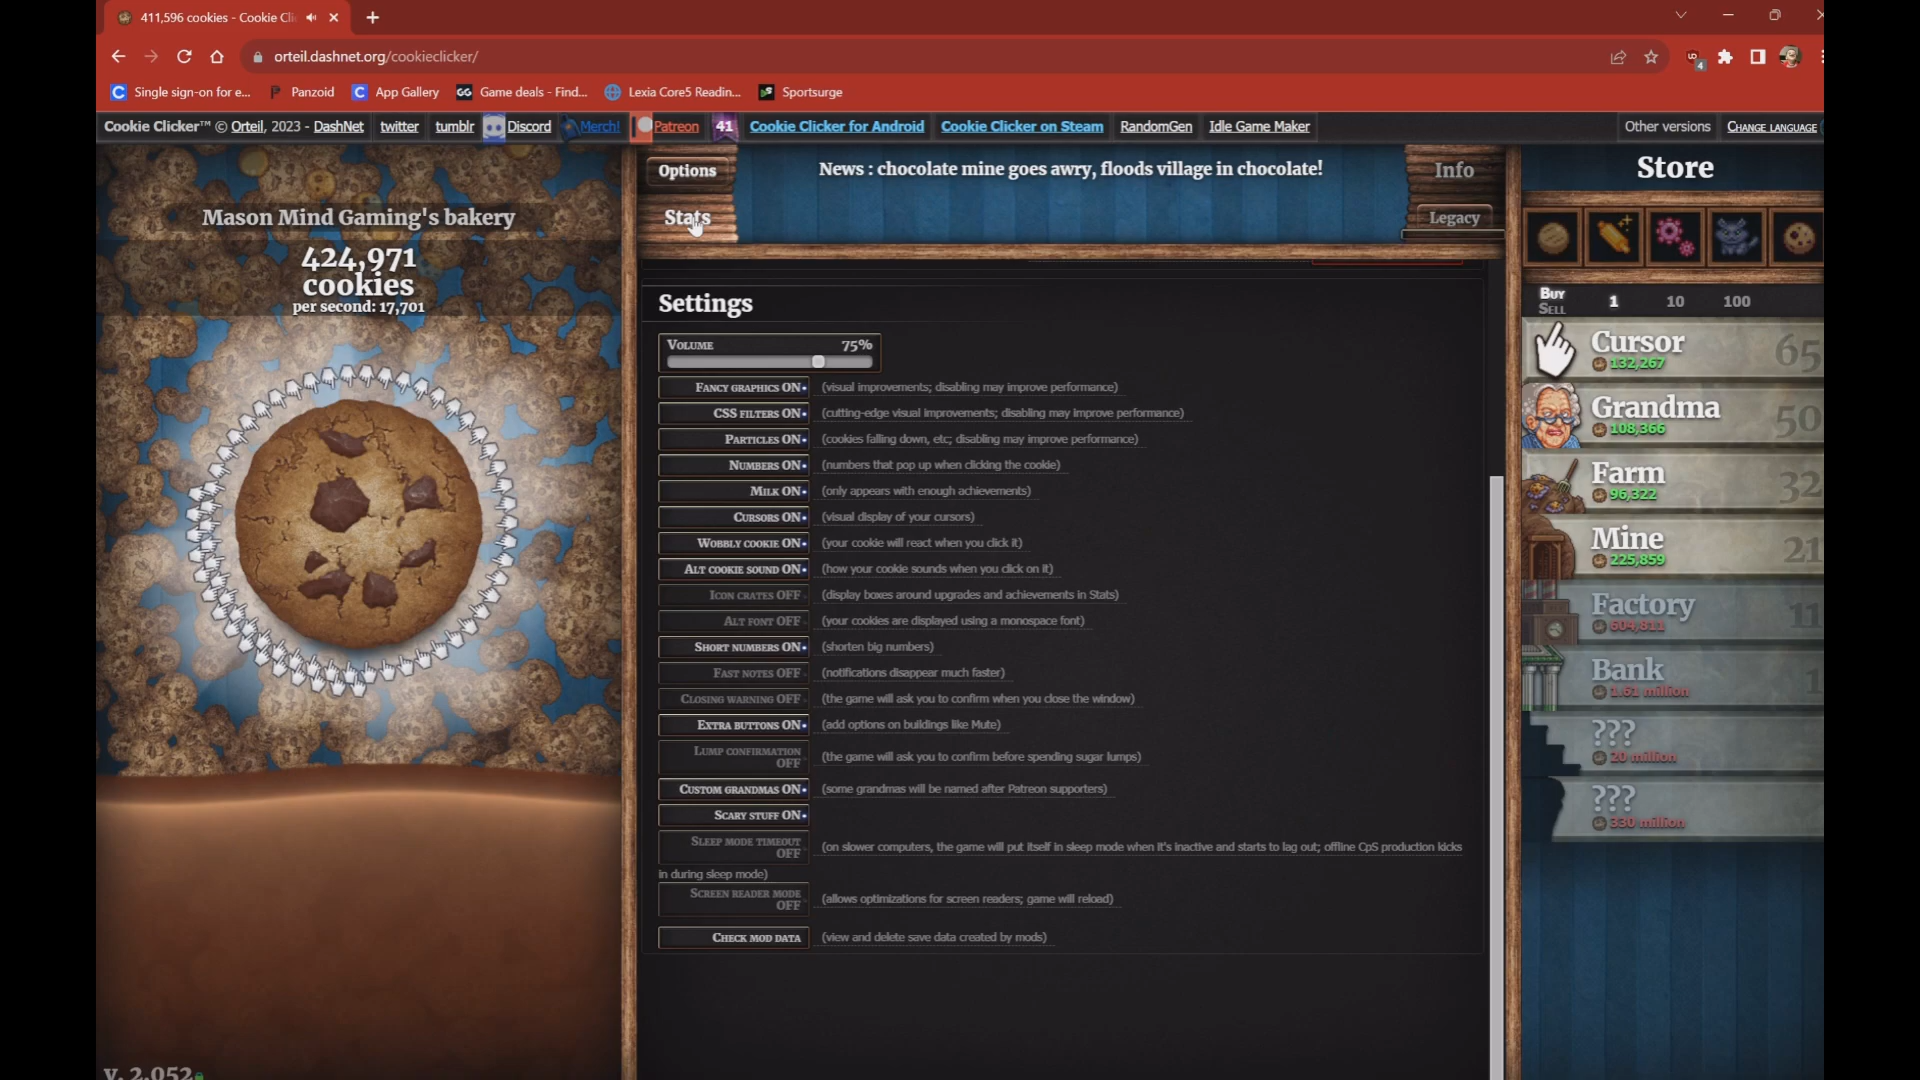 411,596 cookies - Cookie Cli
orteil.dashnet.org/cookieclicker/
4
Single sign-on for e...
Panzoid
App Gallery
Game deals - Find...
Lexia Core5 Readin...
Sportsurge
Cookie Clicker™ © Orteil, 2023 - DashNet
twitter
tumblr
Discord
Merch!
Patreon
41
Cookie Clicker for Android
Cookie Clicker on Steam
RandomGen
Idle Game Maker
Other versions
Change language
Mason Mind Gaming's bakery
424,971
cookies
per second: 17,701
v. 2.052
Options
Stats
News : chocolate mine goes awry, floods village in chocolate!
Info
Legacy
Settings
Volume 75%
Fancy graphics ON (visual improvements; disabling may improve performance)
CSS filters ON (cutting-edge visual improvements; disabling may improve performance)
Particles ON (cookies falling down, etc; disabling may improve performance)
Numbers ON (numbers that pop up when clicking the cookie)
Milk ON (only appears with enough achievements)
Cursors ON (visual display of your cursors)
Wobbly cookie ON (your cookie will react when you click it)
Alt cookie sound ON (how your cookie sounds when you click on it)
Icon crates OFF (display boxes around upgrades and achievements in Stats)
Alt font OFF (your cookies are displayed using a monospace font)
Short numbers ON (shorten big numbers)
Fast notes OFF (notifications disappear much faster)
Closing warning OFF (the game will ask you to confirm when you close the window)
Extra buttons ON (add options on buildings like Mute)
Lump confirmation
OFF (the game will ask you to confirm before spending sugar lumps)
Custom grandmas ON (some grandmas will be named after Patreon supporters)
Scary stuff ON
Sleep mode timeout
OFF (on slower computers, the game will put itself in sleep mode when it's inactive and starts to lag out; offline CpS production kicks
in during sleep mode)
Screen reader mode
OFF (allows optimizations for screen readers; game will reload)
Check mod data (view and delete save data created by mods)
Store
Buy
Sell
1
10
100
Cursor
132,267
65
Grandma
108,366
50
Farm
96,322
32
Mine
225,859
21
Factory
604,811
11
Bank
1.61 million
1
???
20 million
???
330 million